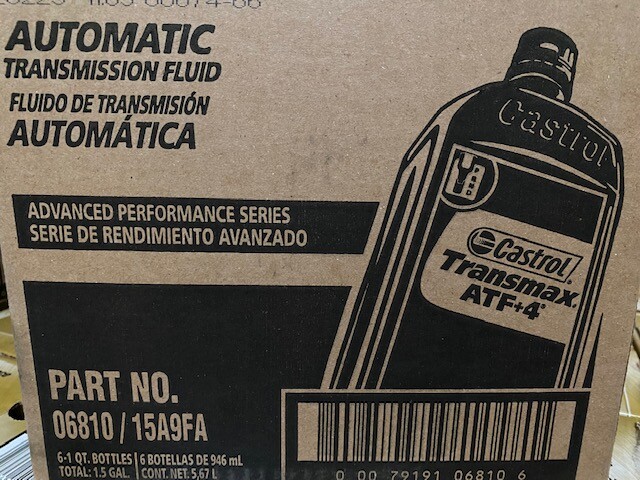 AUTOMATIC
TRANSMISSION FLUID
FLUIDO DE TRANSMISIÓN
AUTOMÁTICA
Castrol
ADVANCED PERFORMANCE SERIES
SERIE DE RENDIMIENTO AVANZADO
Castrol
Transmax
ATF+4®
PART NO.
06810 / 15A9FA
6-1 QT. BOTTLES 6 BOTELLAS DE 946 mL
TOTAL: 1.5 GAL. CONT. NET. 5,67 L
0 00 79191 06810 6